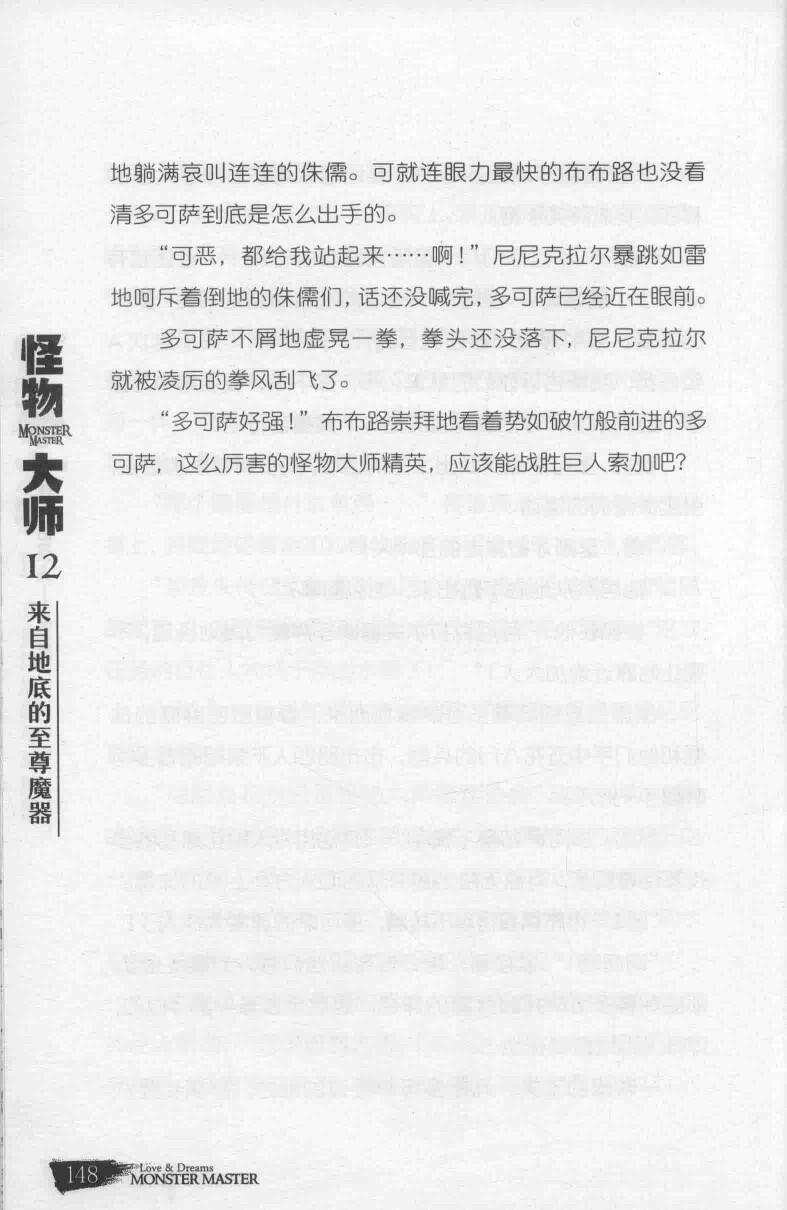 地躺满哀叫连连的侏儒。可就连眼力最快的布布路也没看
清多可萨到底是怎么出手的。
“可恶，都给我站起来……啊！”尼尼克拉尔暴跳如雷
地呵斥着倒地的侏儒们，话还没喊完，多可萨已经近在眼前。
多可萨不屑地虚晃一拳，拳头还没落下，尼尼克拉尔
就被凌厉的拳风刮飞了。
“多可萨好强！”布布路崇拜地看着势如破竹般前进的多
可萨，这么厉害的怪物大师精英，应该能战胜巨人索加吧？
怪物
MONSTER
MASTER
大师
12
来自地底的至尊魔器
148
Love & Dreams
MONSTER MASTER